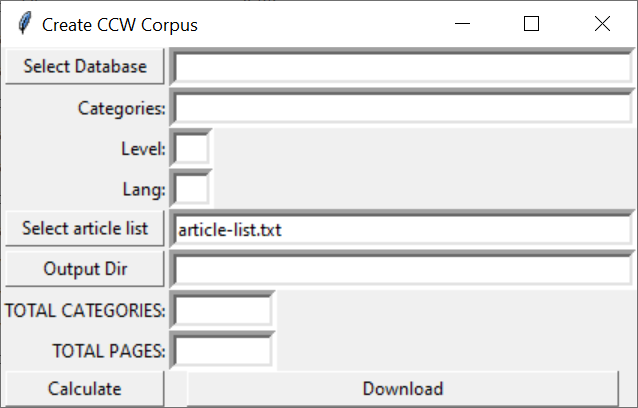 Create CCW Corpus
Select Database
Categories:
Level:
Lang:
Select article list article-list.txt
Output Dir
TOTAL CATEGORIES:
TOTAL PAGES:
Calculate Download